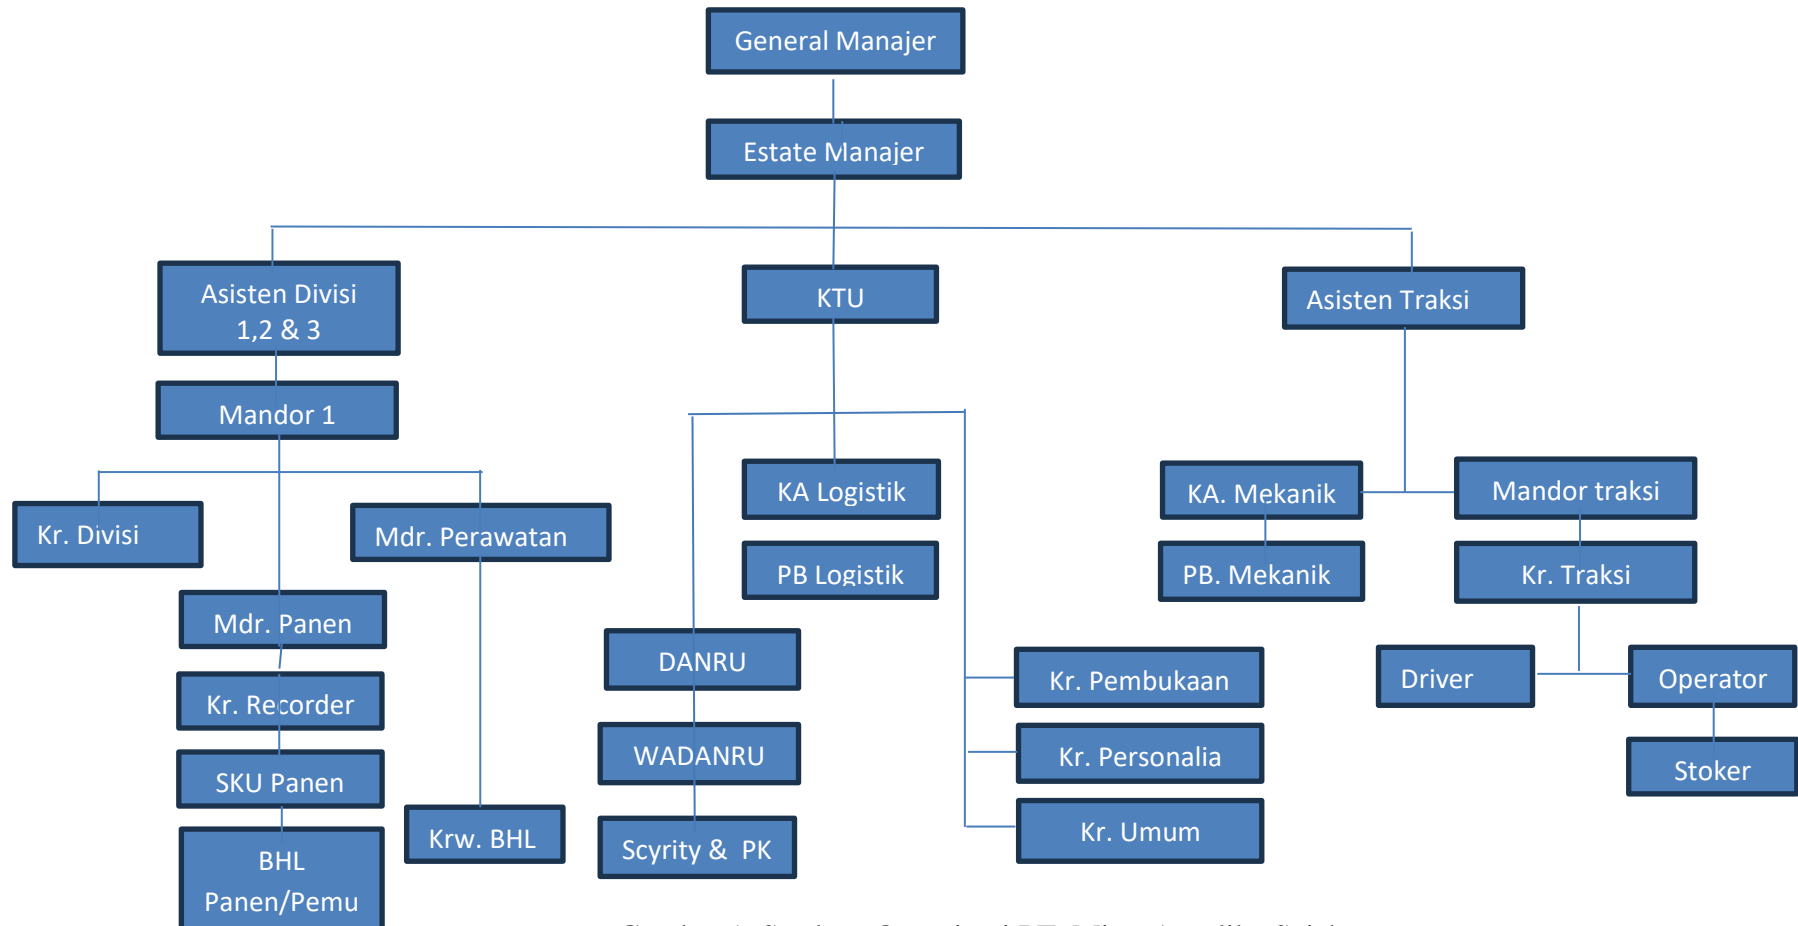 General Manajer
Estate Manajer
Asisten Divisi
1,2 & 3
KTU
Asisten Traksi
Mandor 1
KA Logistik
KA. Mekanik
Mandor traksi
Kr. Divisi
Mdr. Perawatan
PB Logistik
PB. Mekanik
Kr. Traksi
Mdr. Panen
DANRU
Kr. Pembukaan
Driver
Operator
Kr. Recorder
WADANRU
Kr. Personalia
Stoker
SKU Panen
Krw. BHL
Scyrity & PK
Kr. Umum
BHL
Panen/Pemu